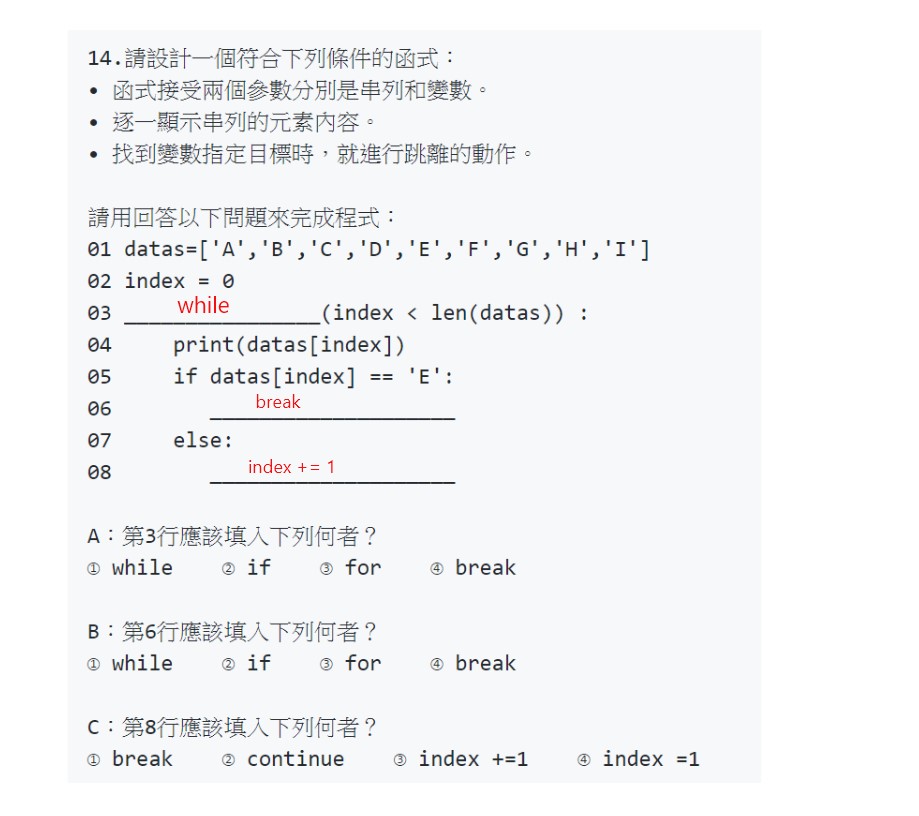 14.請設計一個符合下列條件的函式：
• 函式接受兩個參數分別是串列和變數。
• 逐一顯示串列的元素內容。
• 找到變數指定目標時，就進行跳離的動作。
請用回答以下問題來完成程式：
01 datas=['A','B','C','D','E','F','G','H','I']
02 index = 0
03 while (index < len(datas)) :
04 print(datas[index])
05 if datas[index] == 'E':
06 break
07 else:
08 index += 1
A：第3行應該填入下列何者？
① while ② if ③ for ④ break
B：第6行應該填入下列何者？
① while ② if ③ for ④ break
C：第8行應該填入下列何者？
① break ② continue ③ index +=1 ④ index =1